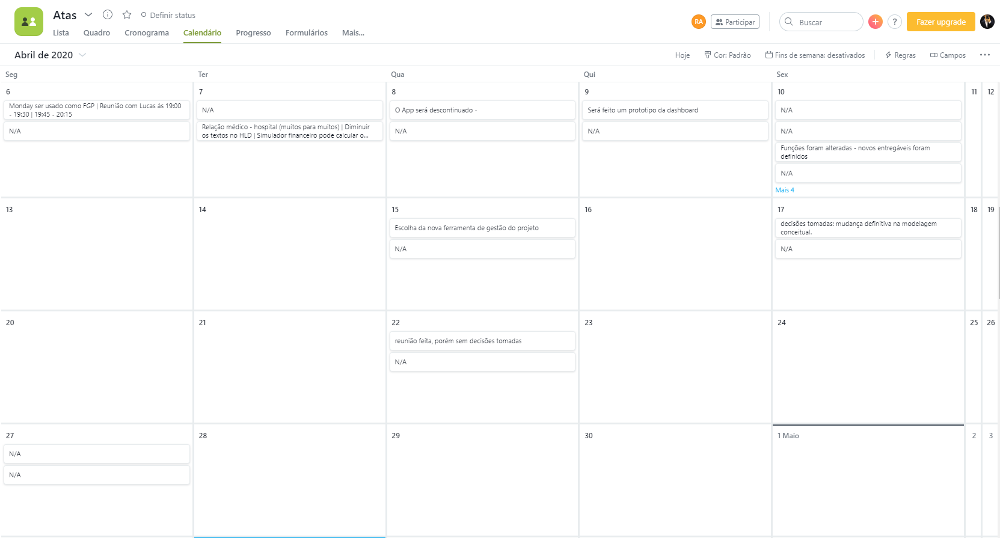 Atas
Definir status
Lista Quadro Cronograma Calendário Progresso Formulários Mais...
RA
Participar
Buscar
+
?
Fazer upgrade
Abril de 2020
Hoje Cor: Padrão Fins de semana: desativados Regras Campos
Seg Ter Qua Qui Sex
6
Monday ser usado como FGP | Reunião com Lucas ás 19:00
- 19:30 | 19:45 - 20:15
N/A
7
N/A
Relação médico - hospital (muitos para muitos) | Diminuir
os textos no HLD | Simulador financeiro pode calcular o...
8
O App será descontinuado -
N/A
9
Será feito um prototipo da dashboard
N/A
10
N/A
N/A
Funções foram alteradas - novos entregáveis foram
definidos
N/A
Mais 4
11 12
13
14
15
Escolha da nova ferramenta de gestão do projeto
N/A
16
17
decisões tomadas: mudança definitiva na modelagem
conceitual.
N/A
18 19
20
21
22
reunião feita, porém sem decisões tomadas
N/A
23
24
25 26
27
N/A
N/A
28
29
30
1 Maio
2 3